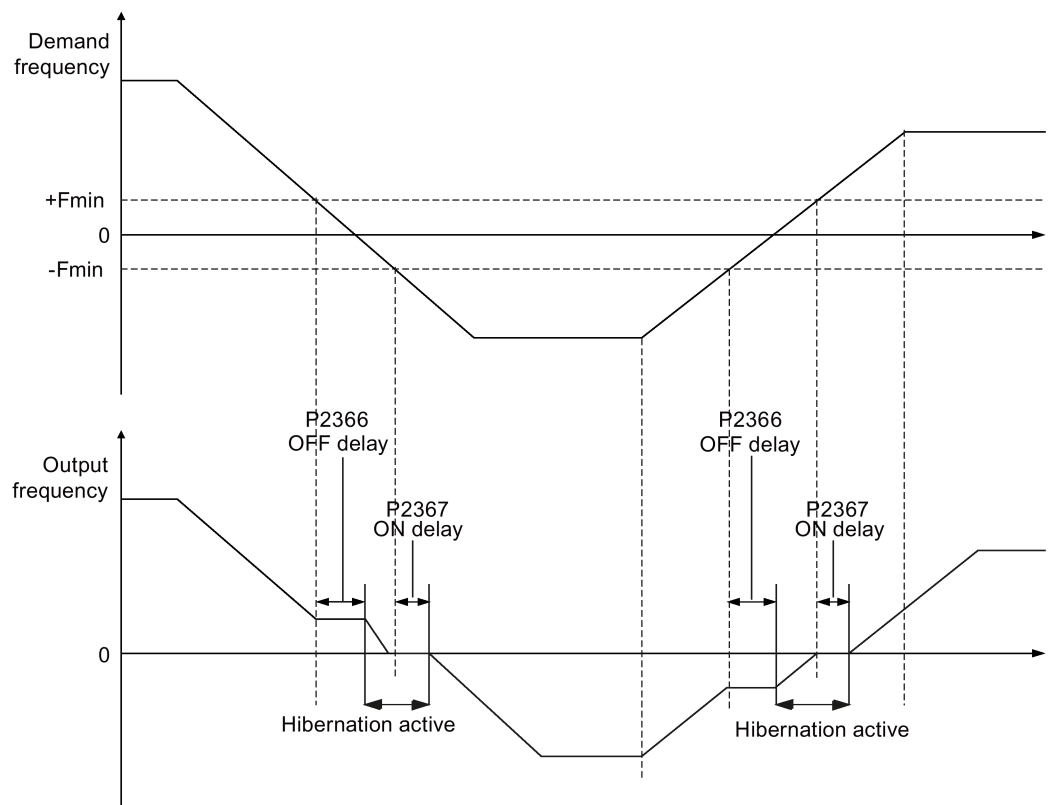 Demand
frequency
+Fmin
0
-Fmin
P2366
OFF delay
P2366
OFF delay
Output
frequency
P2367
ON delay
P2367
ON delay
0
Hibernation active
Hibernation active